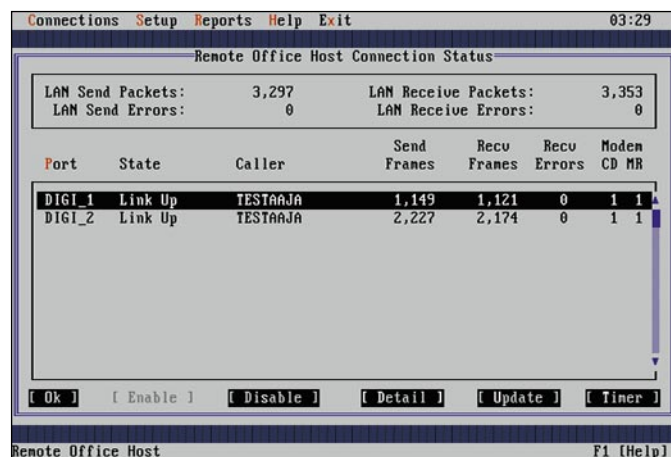 Connections Setup Reports Help Exit 03:29
Remote Office Host Connection Status
LAN Send Packets: 3,297 LAN Receive Packets: 3,353
LAN Send Errors: 0 LAN Receive Errors: 0
Send Recv Recv Modem
Port State Caller Frames Frames Errors CD MR
DIGI_1 Link Up TESTAAJA 1,149 1,121 0 1 1
DIGI_2 Link Up TESTAAJA 2,227 2,174 0 1 1
[ Ok ] [ Enable ] [ Disable ] [ Detail ] [ Update ] [ Timer ]
Remote Office Host F1 [Help]